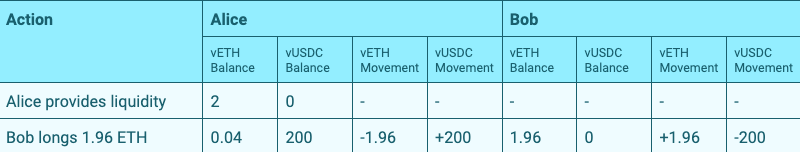 Action Alice Bob
vETH Balance vUSDC Balance vETH Movement vUSDC Movement vETH Balance vUSDC Balance vETH Movement vUSDC Movement
Alice provides liquidity 2 0 - - - - - -
Bob longs 1.96 ETH 0.04 200 -1.96 +200 1.96 0 +1.96 -200